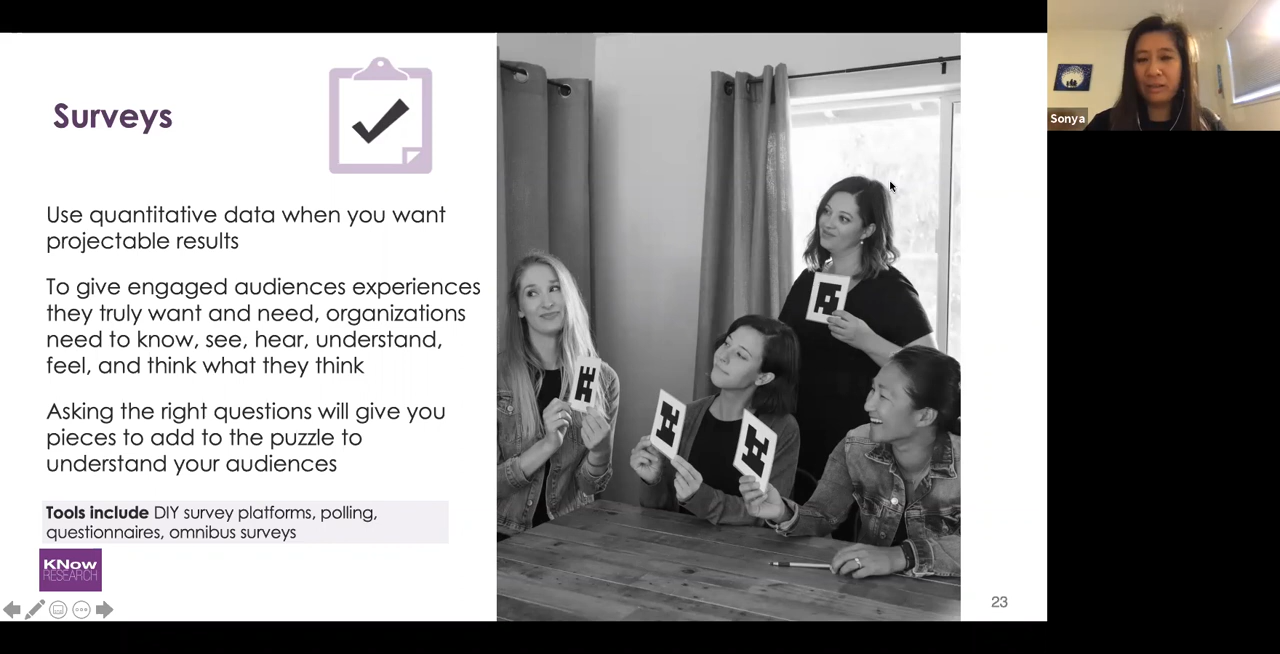 Surveys
Use quantitative data when you want
projectable results
To give engaged audiences experiences
they truly want and need, organizations
need to know, see, hear, understand,
feel, and think what they think
Asking the right questions will give you
pieces to add to the puzzle to
understand your audiences
Tools include DIY survey platforms, polling,
questionnaires, omnibus surveys
KNow
RESEARCH
23
Sonya